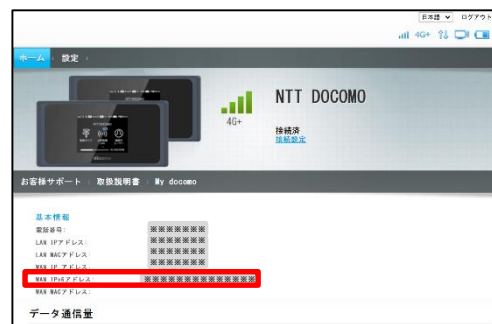 日本語 ログアウト
4G+
ホーム 設定
NTT DOCOMO
4G+
接続済
接続設定
お客様サポート 取扱説明書 My docomo
基本情報
電話番号: ※※※※※※※
LAN IPアドレス: ※※※※※※※
LAN MACアドレス: ※※※※※※※
WAN IP アドレス: ※※※※※※※
WAN IPv6アドレス: ※※※※※※※※※※※※※※
WAN MACアドレス:
データ通信量